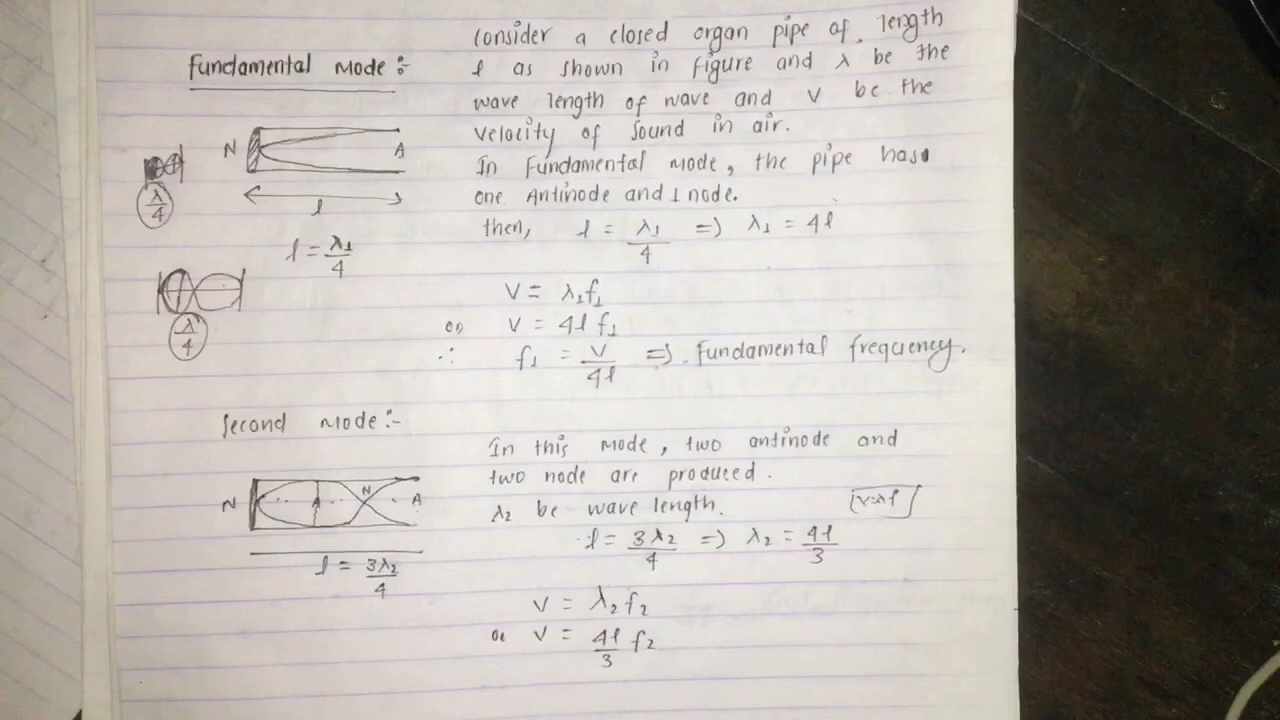 Fundamental Mode:-
Consider a closed organ pipe of length
l as shown in figure and λ be the
wave length of wave and V be the
velocity of sound in air.
In Fundamental mode, the pipe has
one Antinode and 1 node.
then, l = λ1/4 => λ1 = 4l
N A
l
λ/4
l = λ1/4
λ/4
V = λ1f1
or V = 4l f1
∴ f1 = V/4l => Fundamental frequency.
Second Mode:-
In this mode, two antinode and
two node are produced.
λ2 be wave length.
V=λf
N A N A
l = 3λ2/4
l = 3λ2/4 => λ2 = 4l/3
V = λ2 f2
or V = 4l/3 f2